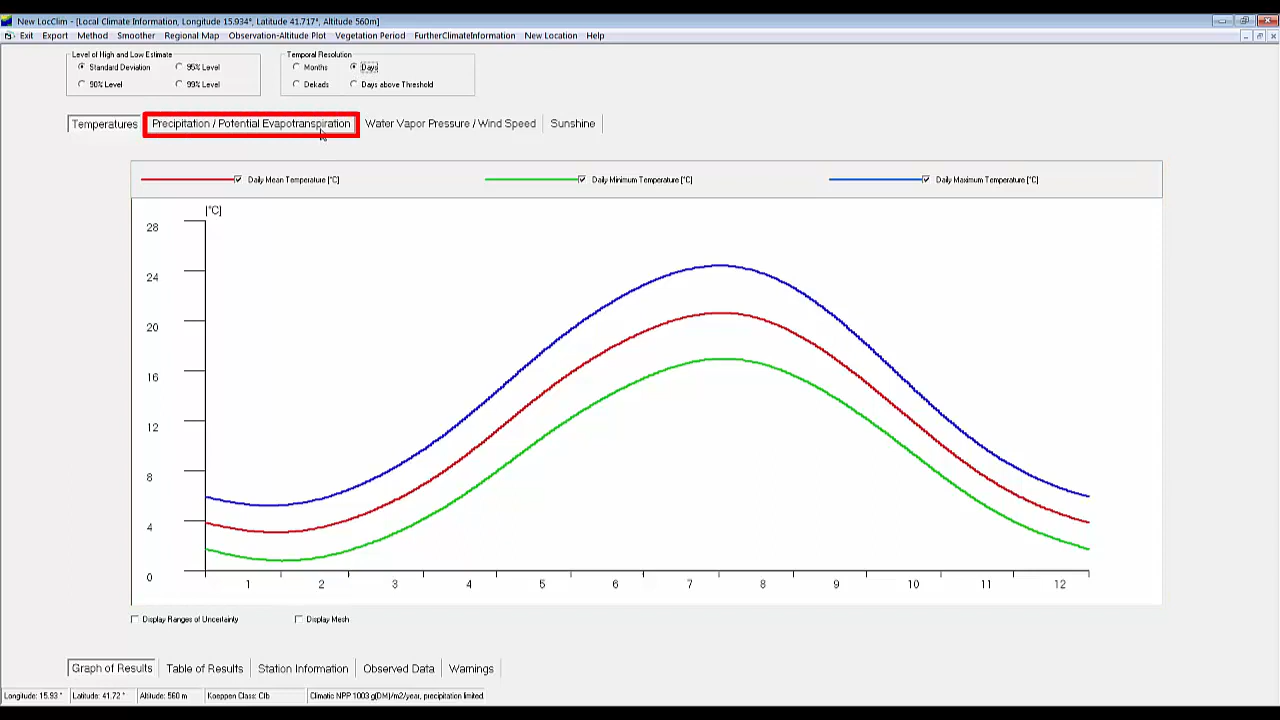 New LocClim - [Local Climate Information, Longitude 15.934°, Latitude 41.717°, Altitude 560m]
Exit Export Method Smoother Regional Map Observation-Altitude Plot Vegetation Period FurtherClimateInformation New Location Help
Level of High and Low Estimate
Standard Deviation 95% Level
90% Level 99% Level
Temporal Resolution
Months Days
Dekads Days above Threshold
Temperatures Precipitation / Potential Evapotranspiration Water Vapor Pressure / Wind Speed Sunshine
Daily Mean Temperature [°C] Daily Minimum Temperature [°C] Daily Maximum Temperature [°C]
[°C]
28
24
20
16
12
8
4
0
1 2 3 4 5 6 7 8 9 10 11 12
Display Ranges of Uncertainty Display Mesh
Graph of Results Table of Results Station Information Observed Data Warnings
Longitude: 15.93 ° Latitude: 41.72 ° Altitude: 560 m Koeppen Class: Cfb Climatic NPP 1003 g(DM)/m2/year, precipitation limited.